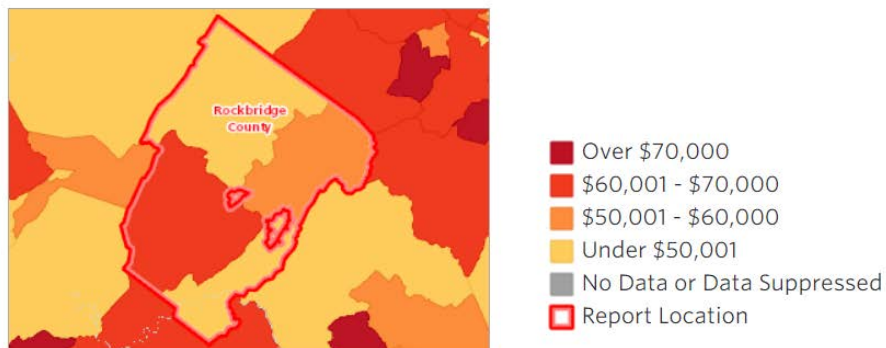 Rockbridge
County
Over $70,000
$60,001 - $70,000
$50,001 - $60,000
Under $50,001
No Data or Data Suppressed
Report Location